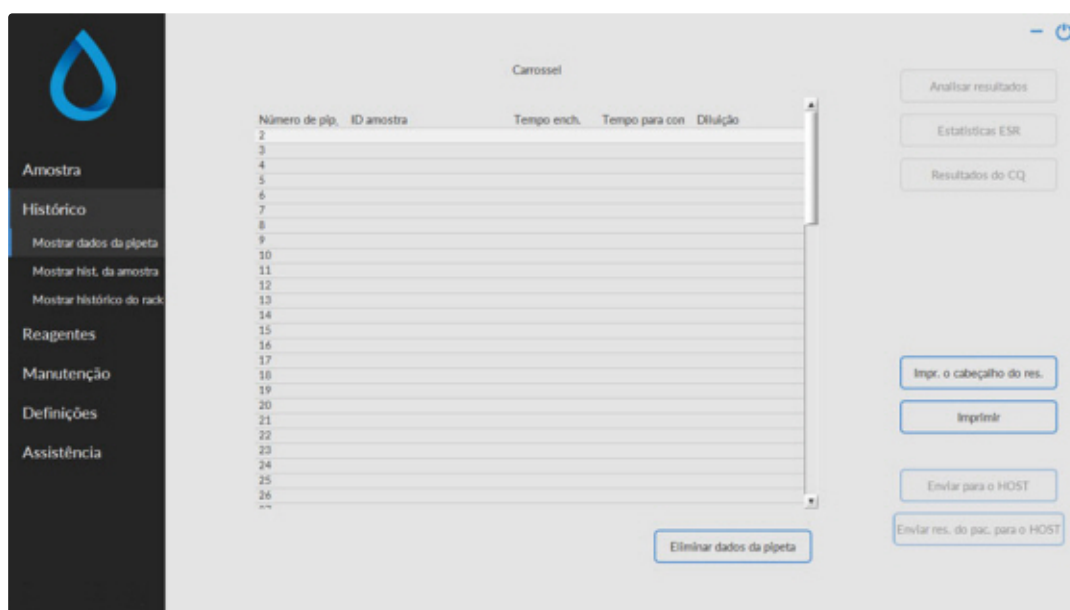 Carrossel
Número de pip. ID amostra Tempo ench. Tempo para con Diluição
2
3
4
5
6
7
8
9
10
11
12
13
14
15
16
17
18
19
20
21
22
23
24
25
26
Eliminar dados da pipeta
Amostra
Histórico
Mostrar dados da pipeta
Mostrar hist. da amostra
Mostrar histórico do rack
Reagentes
Manutenção
Definições
Assistência
Analisar resultados
Estatísticas ESR
Resultados do CQ
Impr. o cabeçalho do res.
Imprimir
Enviar para o HOST
Enviar res. do pac. para o HOST